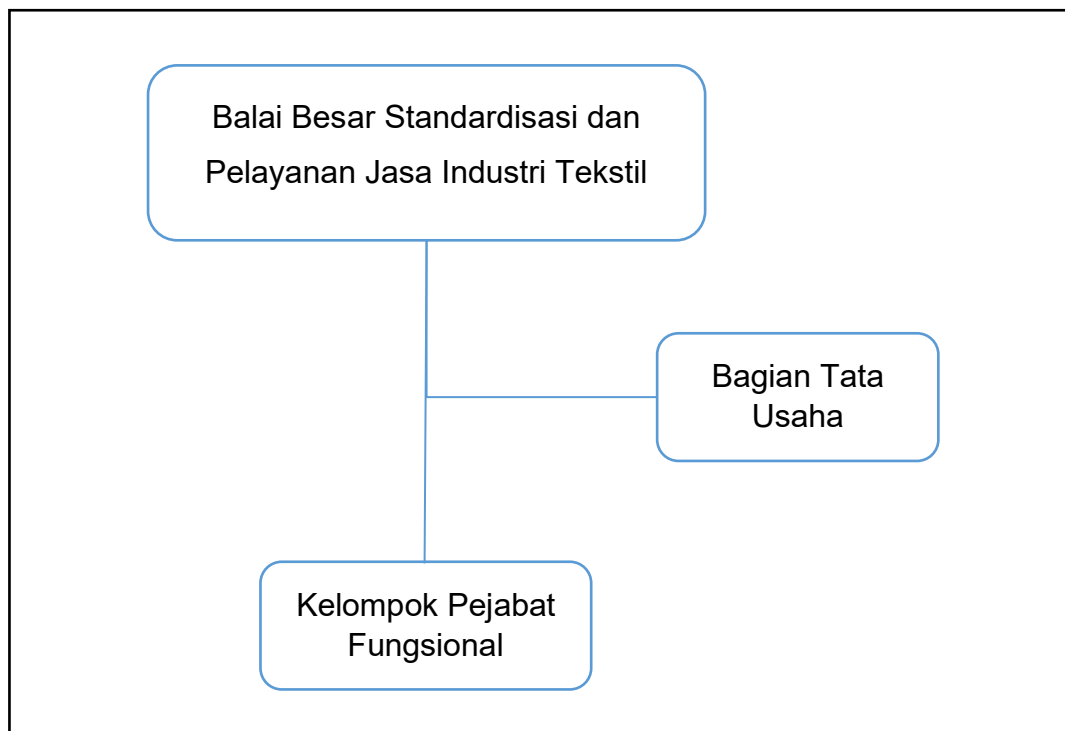 Balai Besar Standardisasi dan
Pelayanan Jasa Industri Tekstil
Bagian Tata
Usaha
Kelompok Pejabat
Fungsional